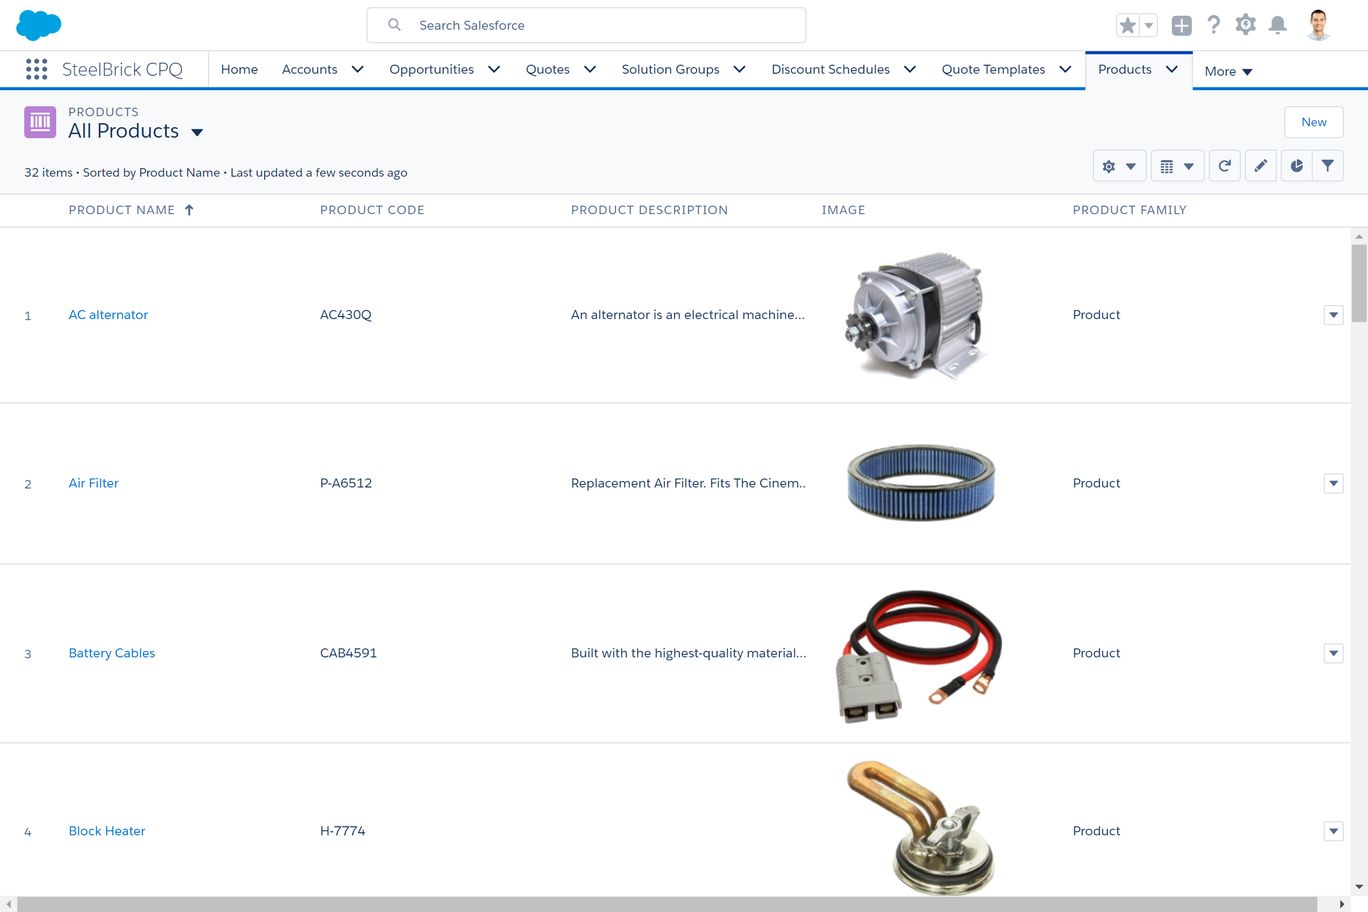 Search Salesforce
SteelBrick CPQ
Home Accounts Opportunities Quotes Solution Groups Discount Schedules Quote Templates Products More
PRODUCTS
All Products
New
32 items • Sorted by Product Name • Last updated a few seconds ago
PRODUCT NAME PRODUCT CODE PRODUCT DESCRIPTION IMAGE PRODUCT FAMILY
1 AC alternator AC430Q An alternator is an electrical machine... Product
2 Air Filter P-A6512 Replacement Air Filter. Fits The Cinem.. Product
3 Battery Cables CAB4591 Built with the highest-quality material... Product
4 Block Heater H-7774 Product